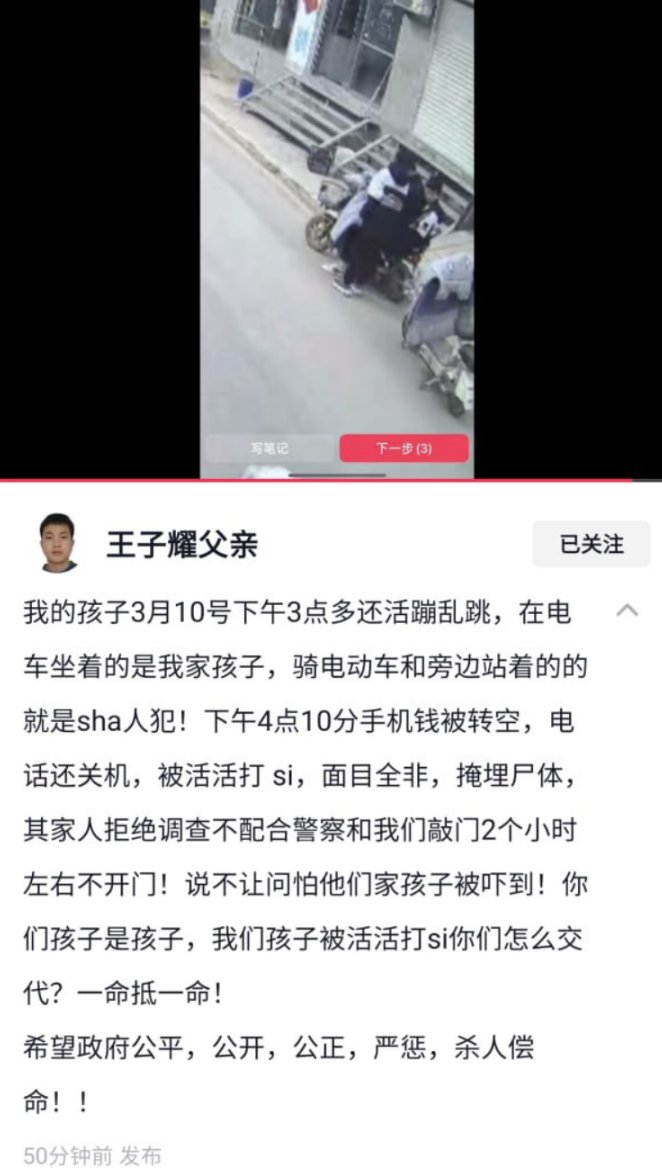 写笔记
下一步 (3)
王子耀父亲
已关注
我的孩子3月10号下午3点多还活蹦乱跳，在电
车坐着的是我家孩子，骑电动车和旁边站着的的
就是sha人犯！下午4点10分手机钱被转空，电
话还关机，被活活打 si，面目全非，掩埋尸体，
其家人拒绝调查不配合警察和我们敲门2个小时
左右不开门！说不让问怕他们家孩子被吓到！你
们孩子是孩子，我们孩子被活活打si你们怎么交
代？一命抵一命！
希望政府公平，公开，公正，严惩，杀人偿
命！！
50分钟前 发布